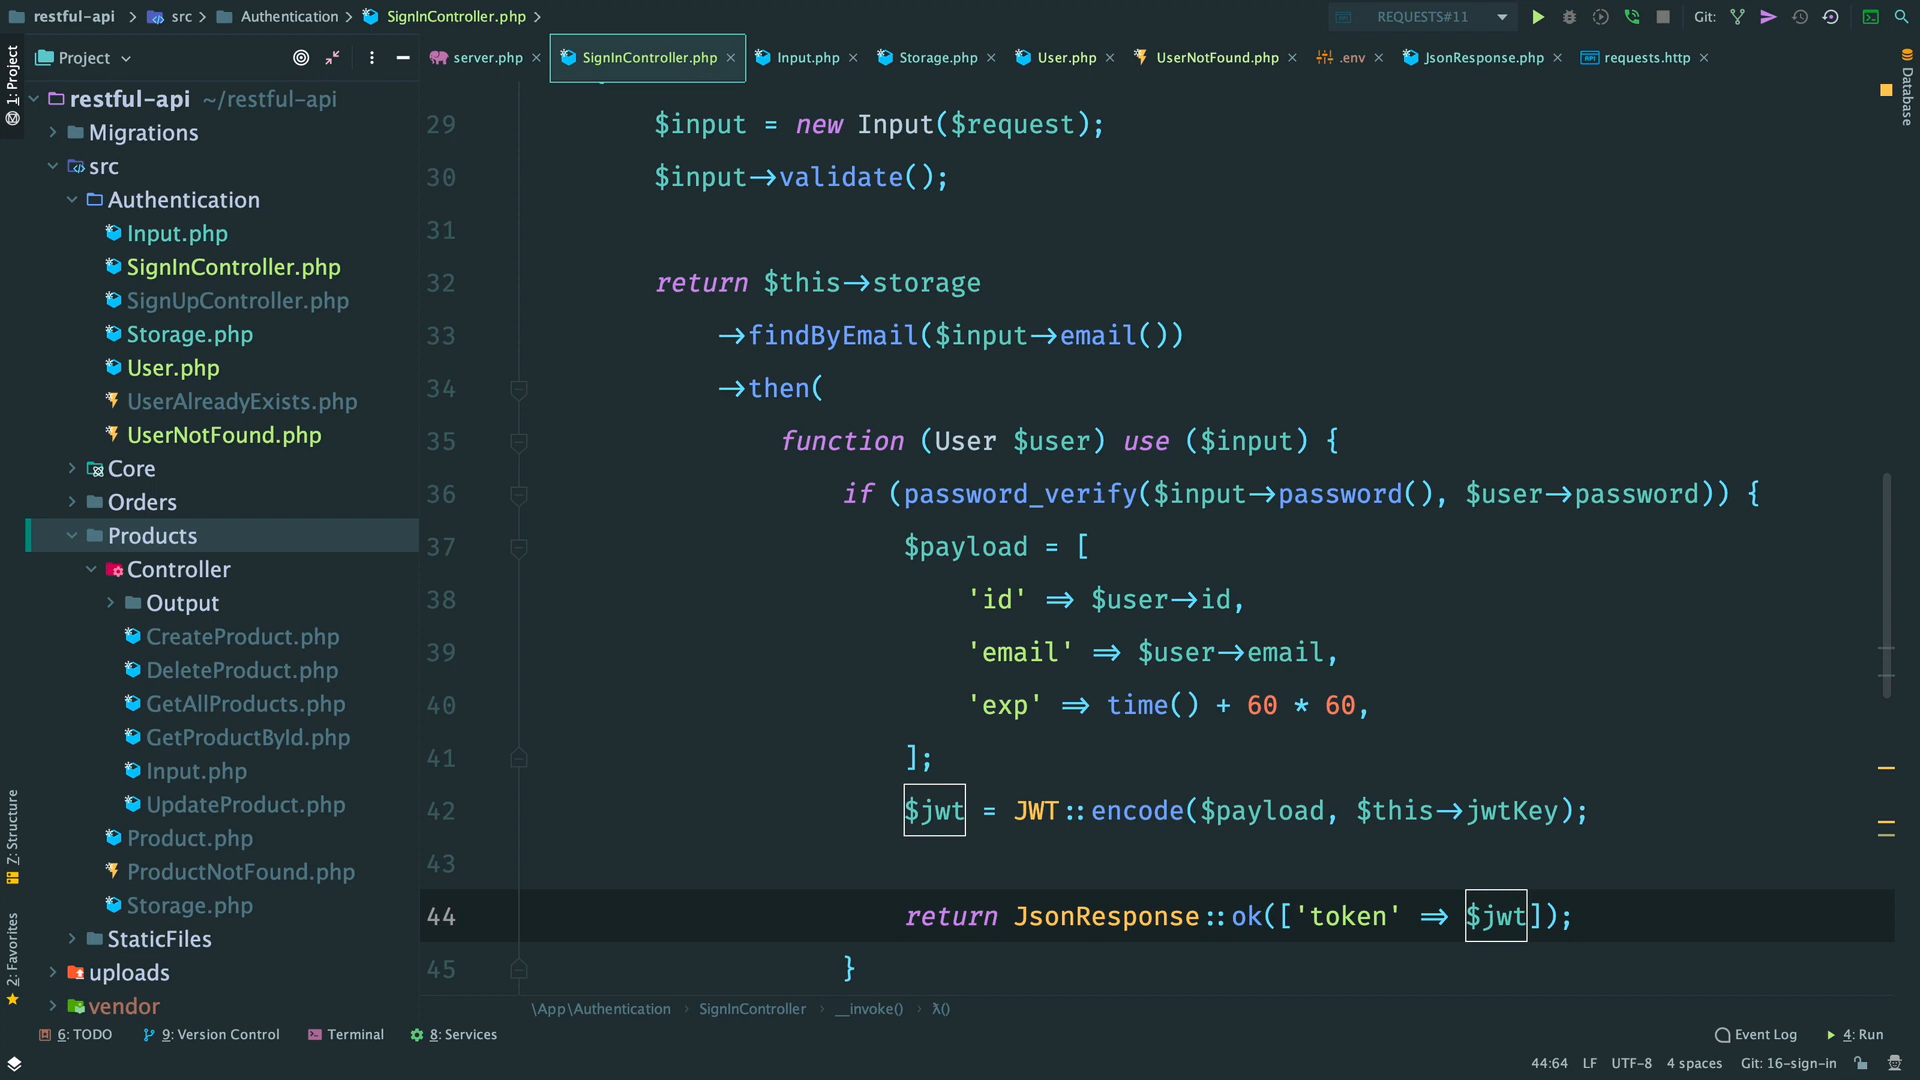 restful-api src Authentication SignInController.php REQUESTS#11 Git:
1: Project
Project
server.php SignInController.php Input.php Storage.php User.php UserNotFound.php .env JsonResponse.php requests.http
Database
restful-api ~/restful-api
Migrations
src
Authentication
Input.php
SignInController.php
SignUpController.php
Storage.php
User.php
UserAlreadyExists.php
UserNotFound.php
Core
Orders
Products
Controller
Output
CreateProduct.php
DeleteProduct.php
GetAllProducts.php
GetProductById.php
Input.php
UpdateProduct.php
Product.php
ProductNotFound.php
Storage.php
StaticFiles
uploads
vendor
Z: Structure
2: Favorites
29 $input = new Input($request);
30 $input->validate();
31
32 return $this->storage
33 ->findByEmail($input->email())
34 ->then(
35 function (User $user) use ($input) {
36 if (password_verify($input->password(), $user->password)) {
37 $payload = [
38 'id' => $user->id,
39 'email' => $user->email,
40 'exp' => time() + 60 * 60,
41 ];
42 $jwt = JWT::encode($payload, $this->jwtKey);
43
44 return JsonResponse::ok(['token' => $jwt]);
45 }
\App\Authentication › SignInController › __invoke() › λ()
6: TODO 9: Version Control Terminal 8: Services Event Log 4: Run
44:64 LF UTF-8 4 spaces Git: 16-sign-in